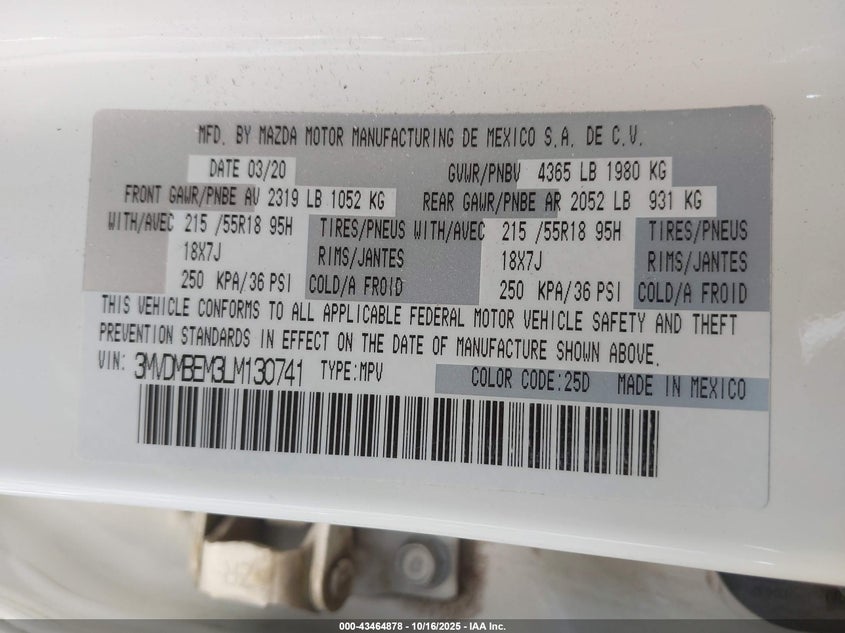 MFD. BY MAZDA MOTOR MANUFACTURING DE MEXICO S.A. DE C.V.
DATE 03/20 GVWR/PNBV 4365 LB 1980 KG
FRONT GAWR/PNBE AV 2319 LB 1052 KG REAR GAWR/PNBE AR 2052 LB 931 KG
WITH/AVEC 215 /55R18 95H TIRES/PNEUS WITH/AVEC 215 /55R18 95H TIRES/PNEUS
18X7J RIMS/JANTES 18X7J RIMS/JANTES
250 KPA/36 PSI COLD/A FROID 250 KPA/36 PSI COLD/A FROID
THIS VEHICLE CONFORMS TO ALL APPLICABLE FEDERAL MOTOR VEHICLE SAFETY AND THEFT
PREVENTION STANDARDS IN EFFECT ON THE DATE OF MANUFACTURE SHOWN ABOVE.
VIN: 3MVDMBEM3LM130741 TYPE:MPV COLOR CODE:25D MADE IN MEXICO
000-43464878 - 10/16/2025 - IAA Inc.